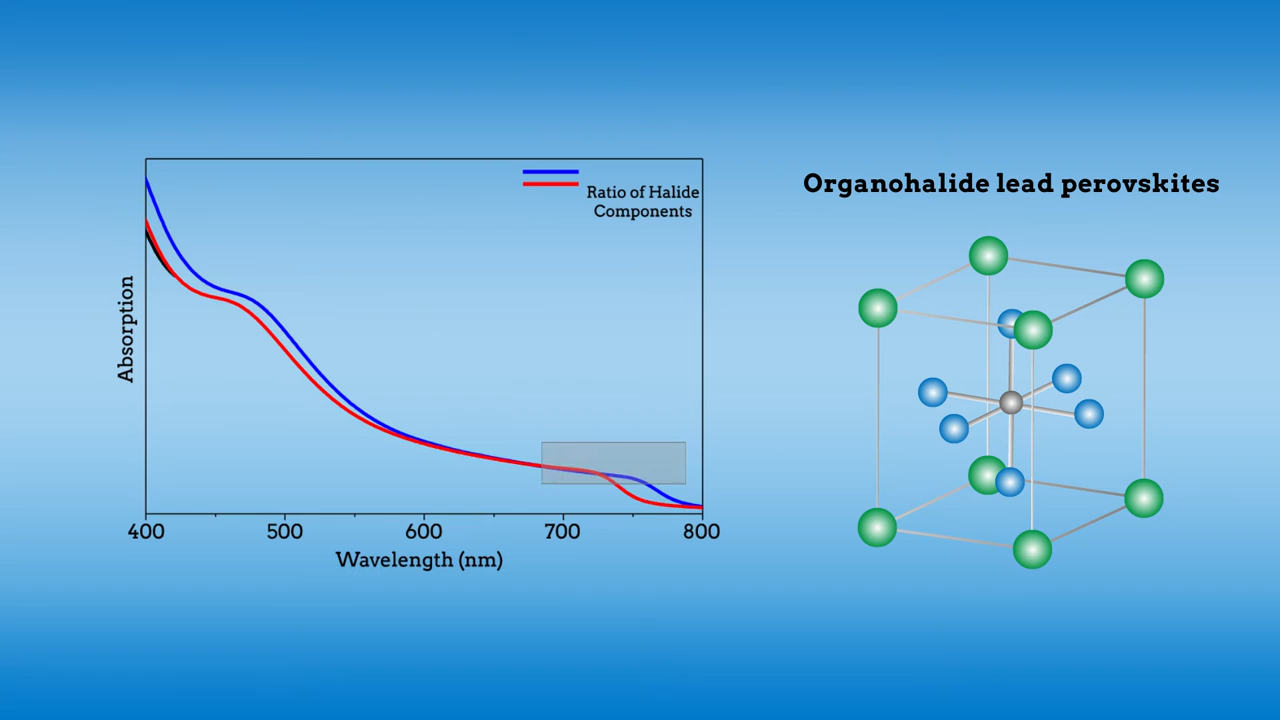 Ratio of Halide
Components
Absorption
400 500 600 700 800
Wavelength (nm)
Organohalide lead perovskites